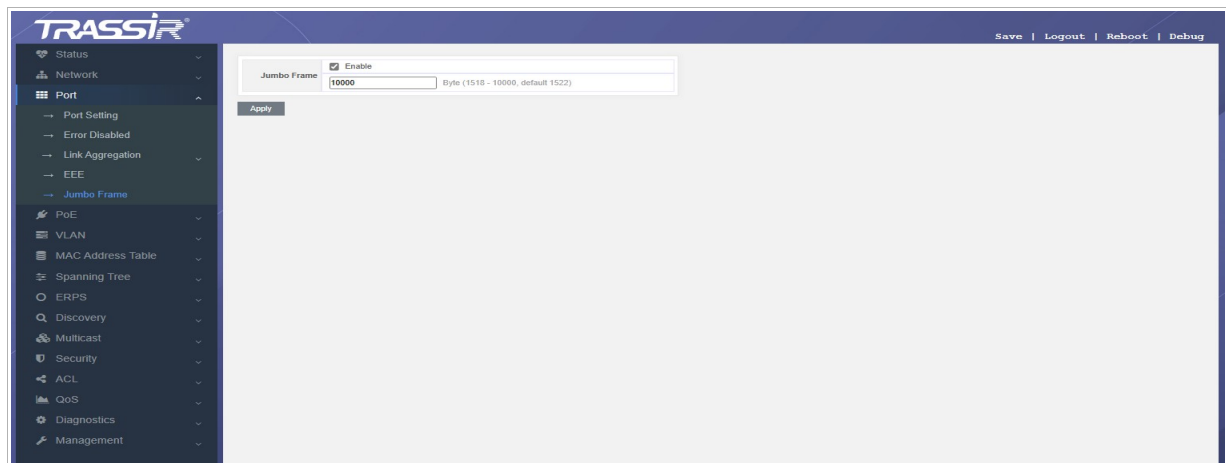 TRASSIR®
Save | Logout | Reboot | Debug
Status
Network
Port
→ Port Setting
→ Error Disabled
→ Link Aggregation
→ EEE
→ Jumbo Frame
PoE
VLAN
MAC Address Table
Spanning Tree
ERPS
Discovery
Multicast
Security
ACL
QoS
Diagnostics
Management
Jumbo Frame
Enable
10000 Byte (1518 - 10000, default 1522)
Apply